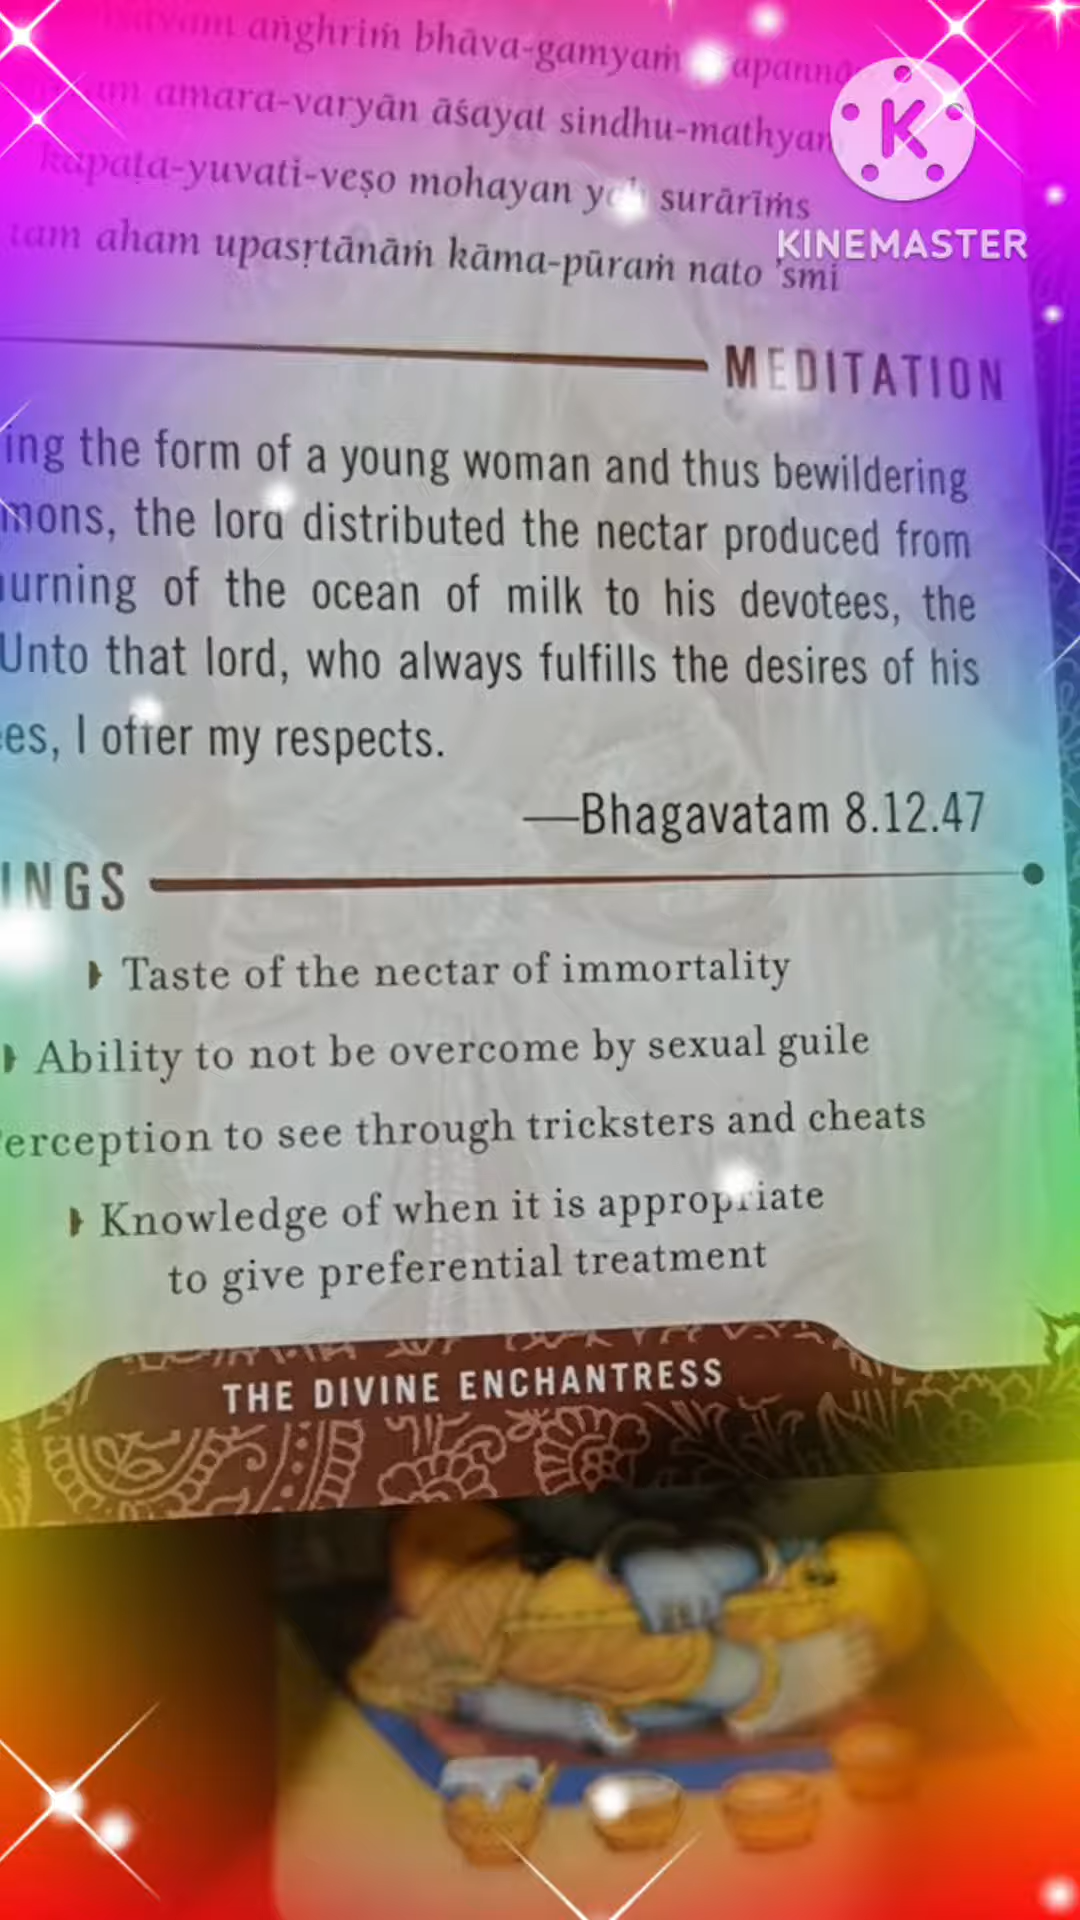 aṅghriṁ bhāva-gamyaṁ
amara-varyān āśayat sindhu-mathyam
kapaṭa-yuvati-veṣo mohayan yaḥ surārīṁs
tam aham upasṛtānāṁ kāma-pūraṁ nato 'smi
KINEMASTER
MEDITATION
ing the form of a young woman and thus bewildering
mons, the lord distributed the nectar produced from
urning of the ocean of milk to his devotees, the
Unto that lord, who always fulfills the desires of his
es, I offer my respects.
—Bhagavatam 8.12.47
INGS
Taste of the nectar of immortality
Ability to not be overcome by sexual guile
erception to see through tricksters and cheats
Knowledge of when it is appropriate
to give preferential treatment
THE DIVINE ENCHANTRESS